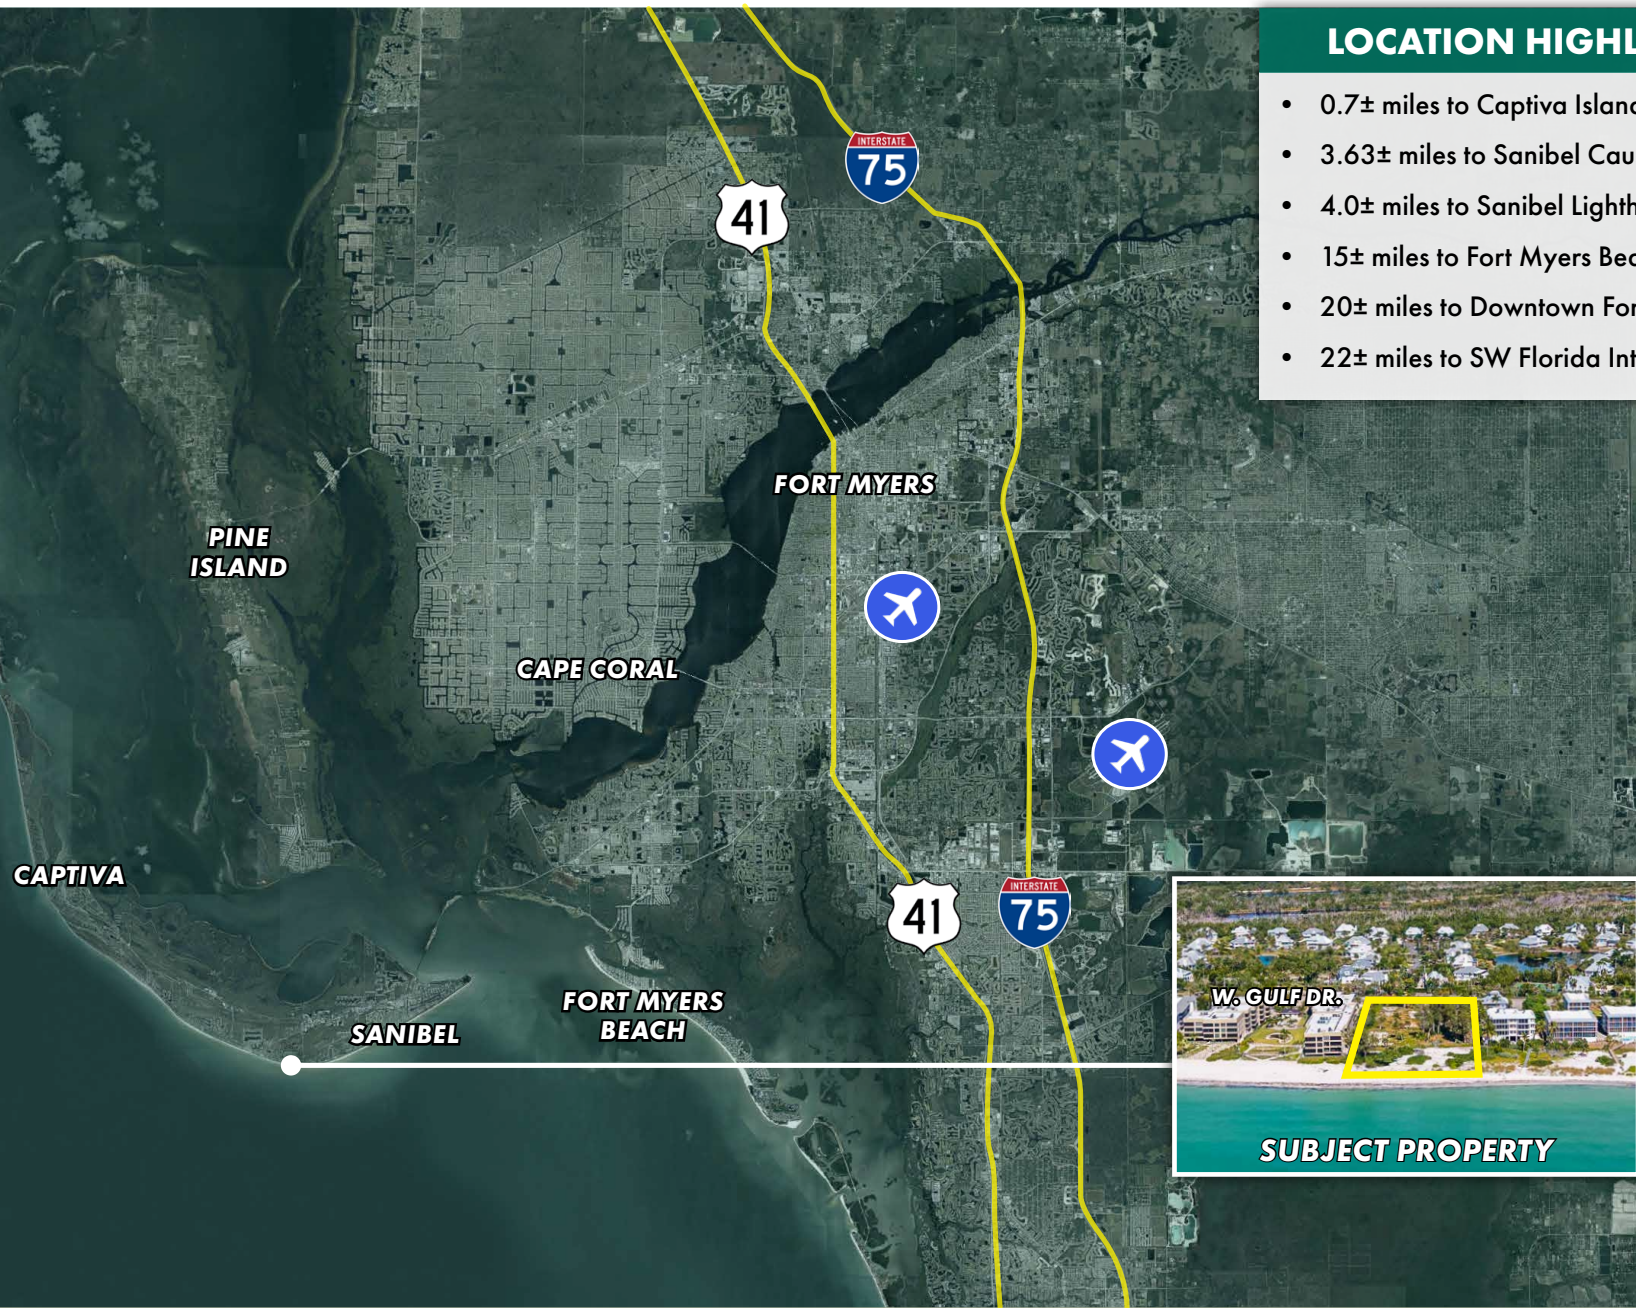 LOCATION HIGHL
• 0.7± miles to Captiva Island
• 3.63± miles to Sanibel Cau
• 4.0± miles to Sanibel Lighth
• 15± miles to Fort Myers Bea
• 20± miles to Downtown For
• 22± miles to SW Florida Int
INTERSTATE
75
41
FORT MYERS
PINE
ISLAND
CAPE CORAL
CAPTIVA
41
INTERSTATE
75
W. GULF DR.
FORT MYERS
BEACH
SANIBEL
SUBJECT PROPERTY